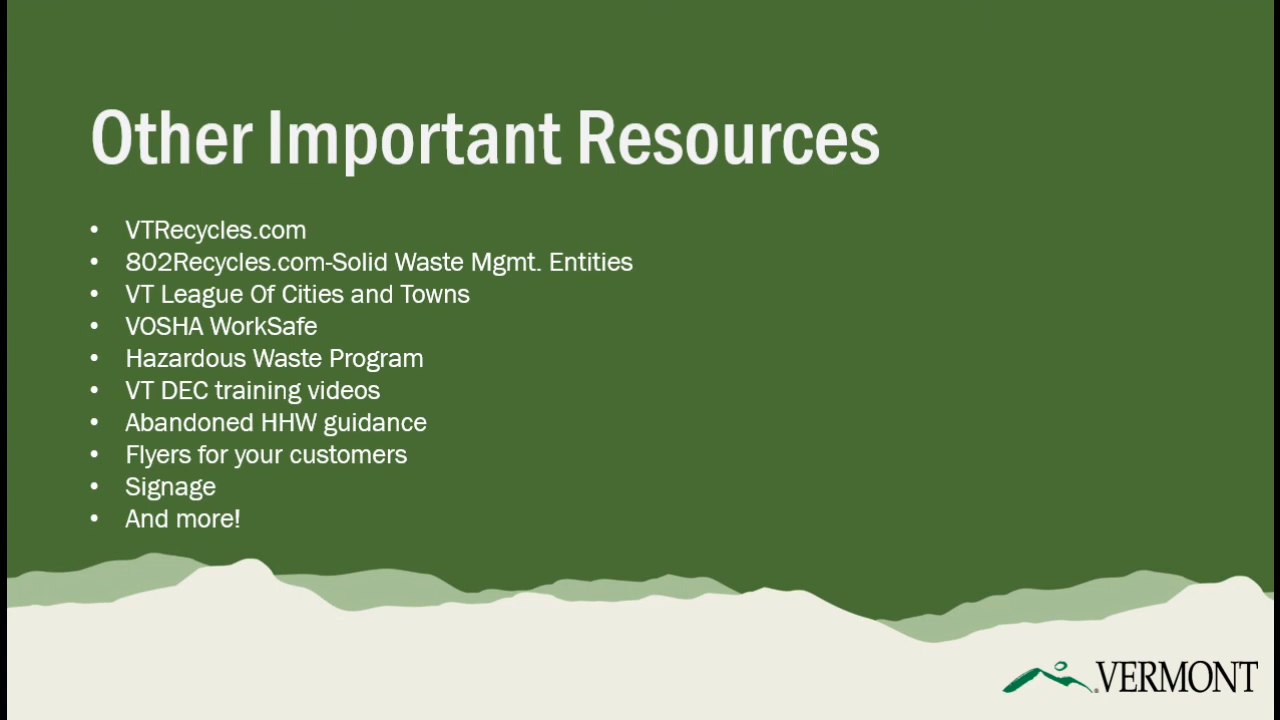 Other Important Resources
• VTRecycles.com
• 802Recycles.com-Solid Waste Mgmt. Entities
• VT League Of Cities and Towns
• VOSHA WorkSafe
• Hazardous Waste Program
• VT DEC training videos
• Abandoned HHW guidance
• Flyers for your customers
• Signage
• And more!
VERMONT